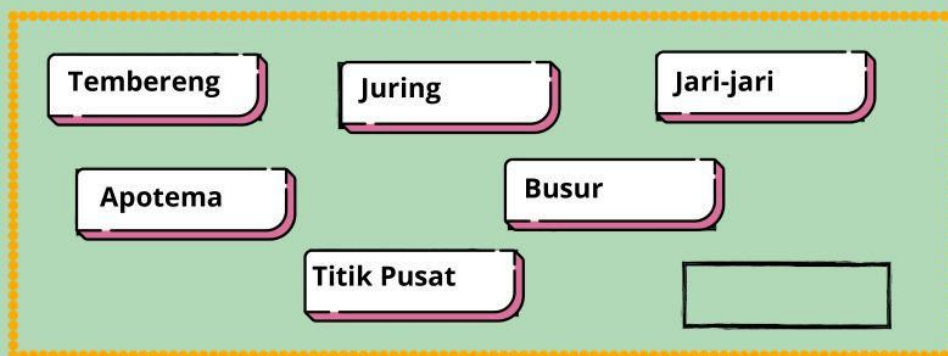 Tembereng
Juring
Jari-jari
Apotema
Busur
Titik Pusat